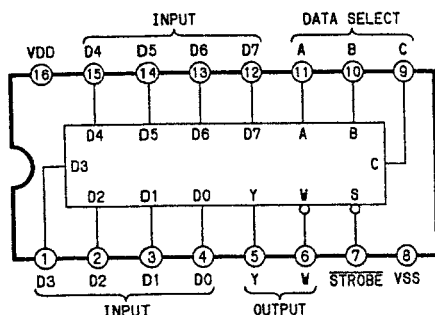 INPUT DATA SELECT
VDD D4 D5 D6 D7 A B C
16 15 14 13 12 11 10 9
D4 D5 D6 D7 A B
D3 C
D2 D1 D0 Y W S
1 2 3 4 5 6 7 8
D3 D2 D1 D0 Y W STROBE VSS
INPUT OUTPUT